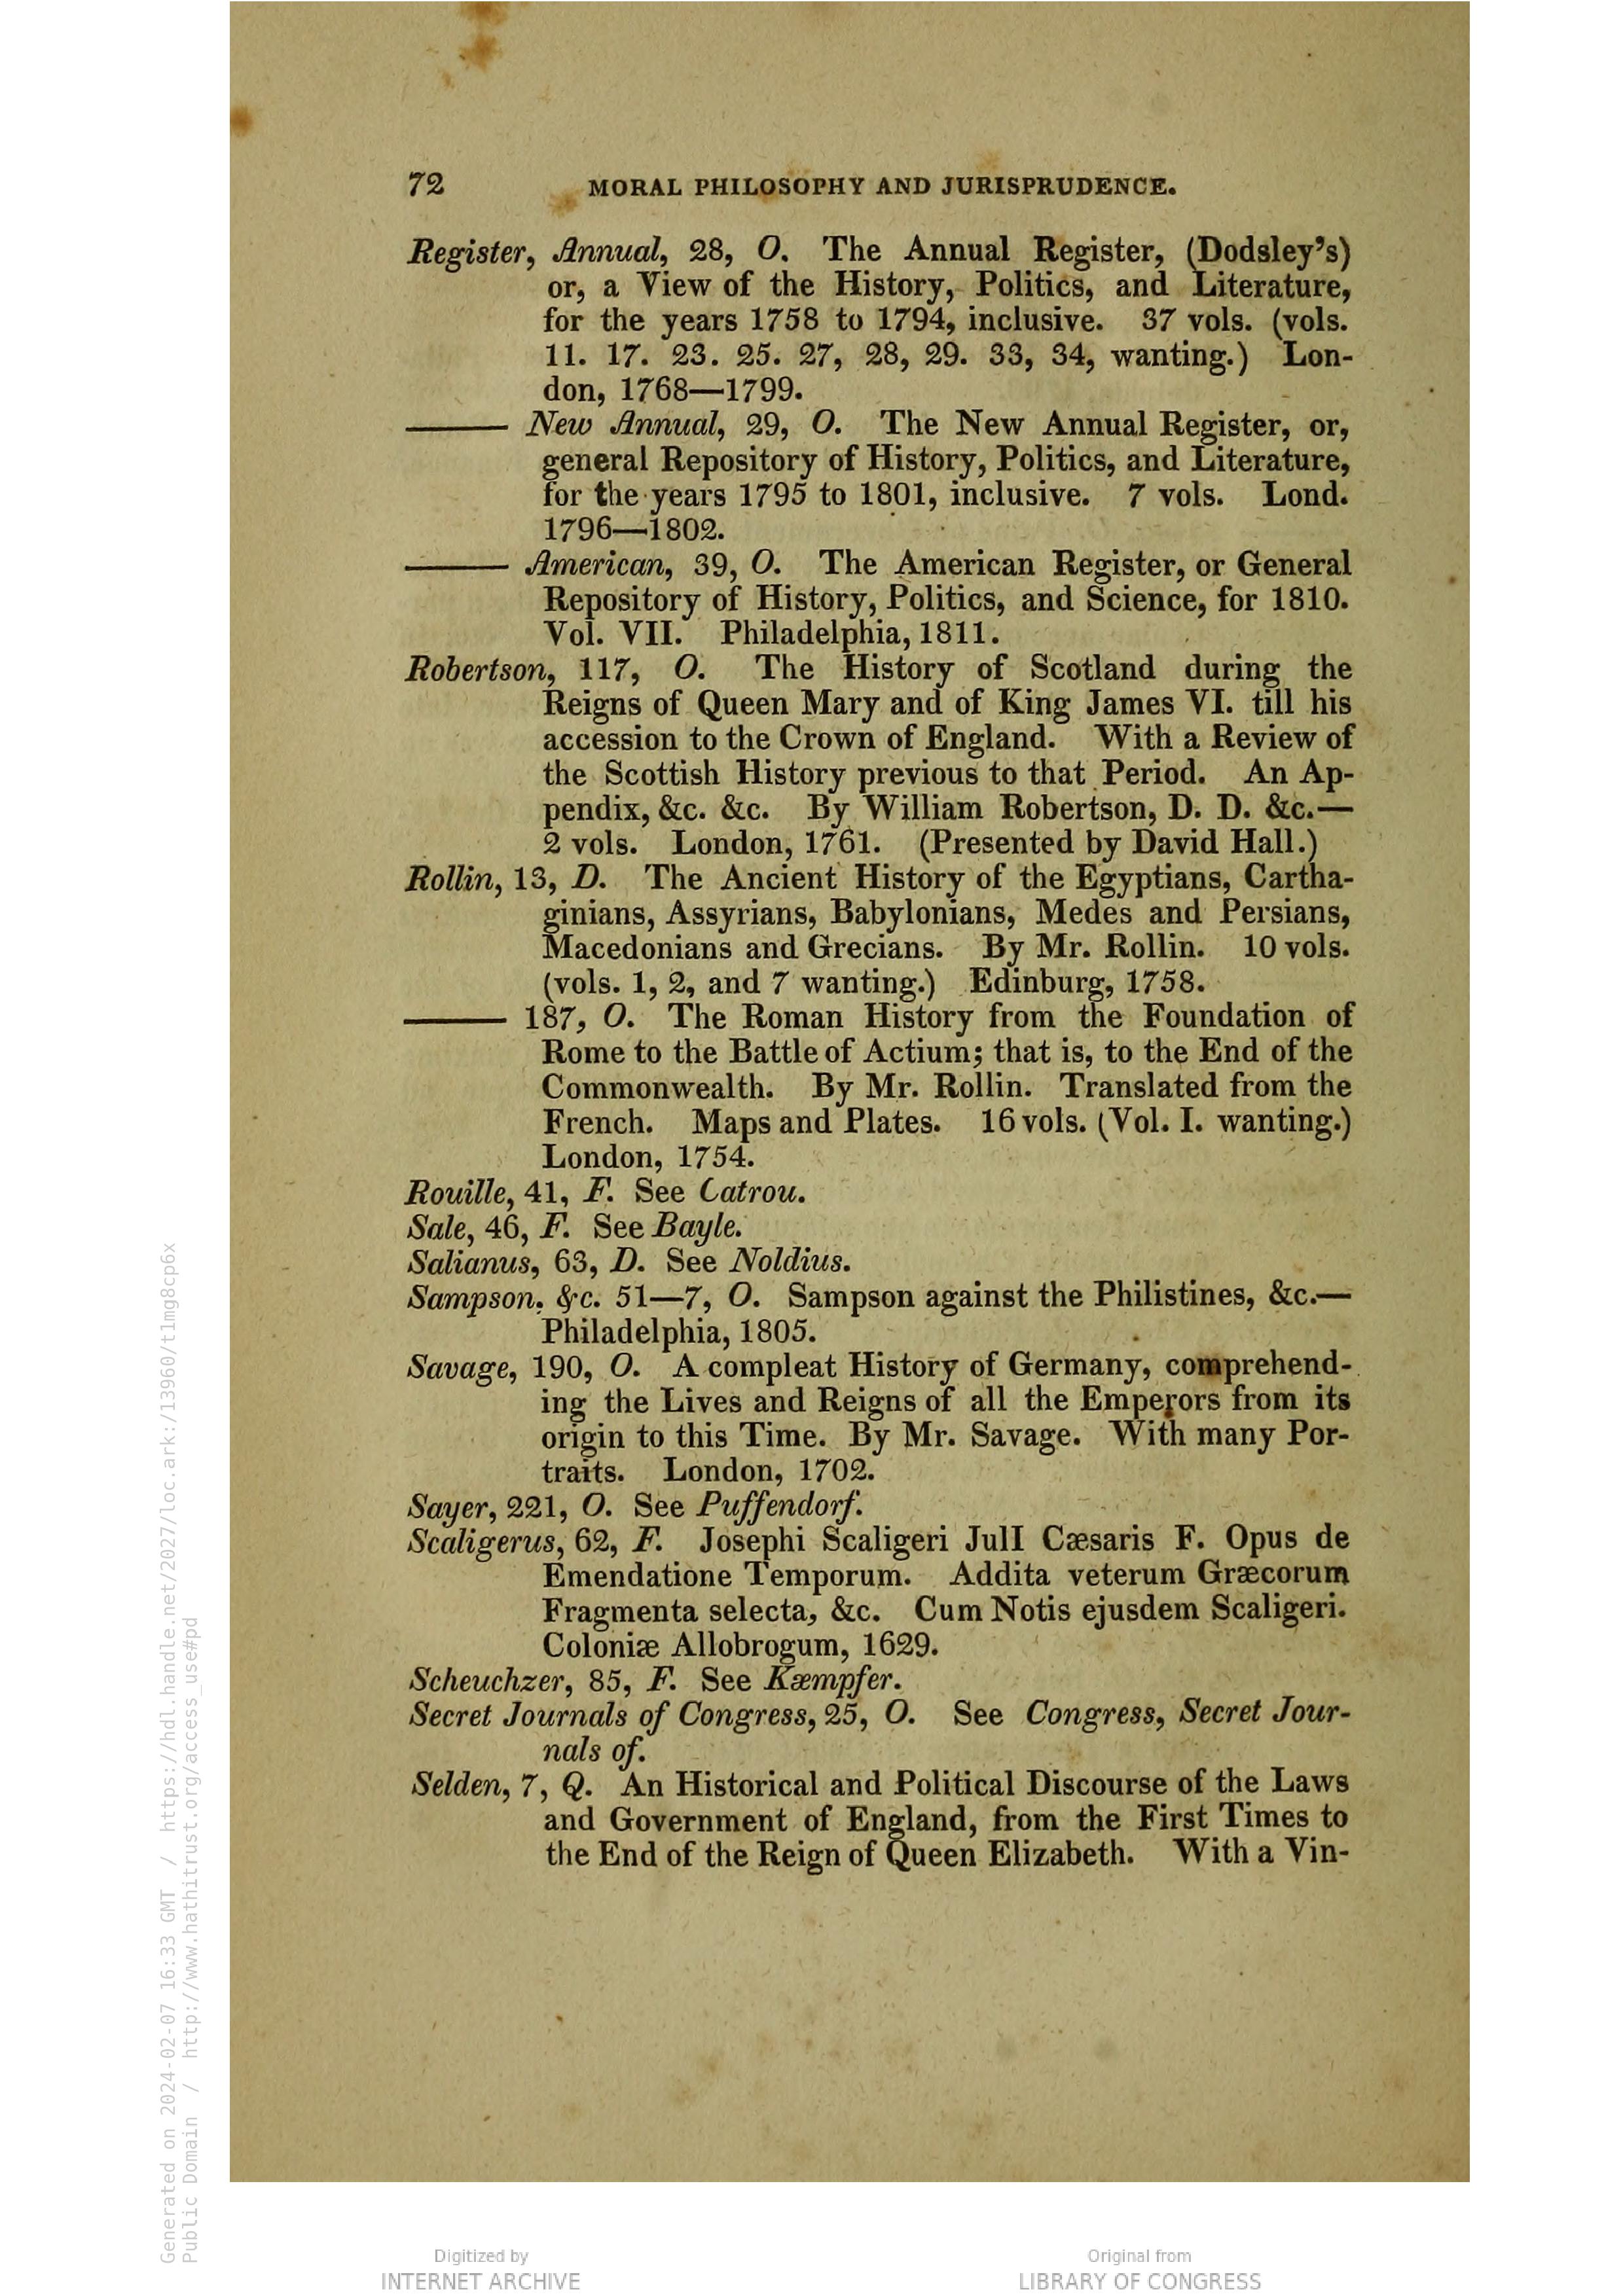 72 MORAL PHILOSOPHY AND JURISPRUDENCE.
Register, Annual, 28, O. The Annual Register, (Dodsley's)
or, a View of the History, Politics, and Literature,
for the years 1758 to 1794, inclusive. 37 vols. (vols.
11. 17. 23. 25. 27, 28, 29. 33, 34, wanting.) Lon-
don, 1768—1799.
——— New Annual, 29, O. The New Annual Register, or,
general Repository of History, Politics, and Literature,
for the years 1795 to 1801, inclusive. 7 vols. Lond.
1796—1802.
——— American, 39, O. The American Register, or General
Repository of History, Politics, and Science, for 1810.
Vol. VII. Philadelphia, 1811.
Robertson, 117, O. The History of Scotland during the
Reigns of Queen Mary and of King James VI. till his
accession to the Crown of England. With a Review of
the Scottish History previous to that Period. An Ap-
pendix, &c. &c. By William Robertson, D. D. &c.—
2 vols. London, 1761. (Presented by David Hall.)
Rollin, 13, D. The Ancient History of the Egyptians, Cartha-
ginians, Assyrians, Babylonians, Medes and Persians,
Macedonians and Grecians. By Mr. Rollin. 10 vols.
(vols. 1, 2, and 7 wanting.) Edinburg, 1758.
——— 187, O. The Roman History from the Foundation of
Rome to the Battle of Actium; that is, to the End of the
Commonwealth. By Mr. Rollin. Translated from the
French. Maps and Plates. 16 vols. (Vol. I. wanting.)
London, 1754.
Rouille, 41, F. See Catrou.
Sale, 46, F. See Bayle.
Salianus, 63, D. See Noldius.
Sampson, &c. 51—7, O. Sampson against the Philistines, &c.—
Philadelphia, 1805.
Savage, 190, O. A compleat History of Germany, comprehend-
ing the Lives and Reigns of all the Emperors from its
origin to this Time. By Mr. Savage. With many Por-
traits. London, 1702.
Sayer, 221, O. See Puffendorf.
Scaligerus, 62, F. Josephi Scaligeri JulI Cæsaris F. Opus de
Emendatione Temporum. Addita veterum Græcorum
Fragmenta selecta, &c. Cum Notis ejusdem Scaligeri.
Coloniæ Allobrogum, 1629.
Scheuchzer, 85, F. See Kæmpfer.
Secret Journals of Congress, 25, O. See Congress, Secret Jour-
nals of.
Selden, 7, Q. An Historical and Political Discourse of the Laws
and Government of England, from the First Times to
the End of the Reign of Queen Elizabeth. With a Vin-
Generated on 2024-02-07 16:33 GMT / https://hdl.handle.net/2027/loc.ark:/13960/t1mg8cp6x
Public Domain / http://www.hathitrust.org/access_use#pd
Digitized by
INTERNET ARCHIVE
Original from
LIBRARY OF CONGRESS